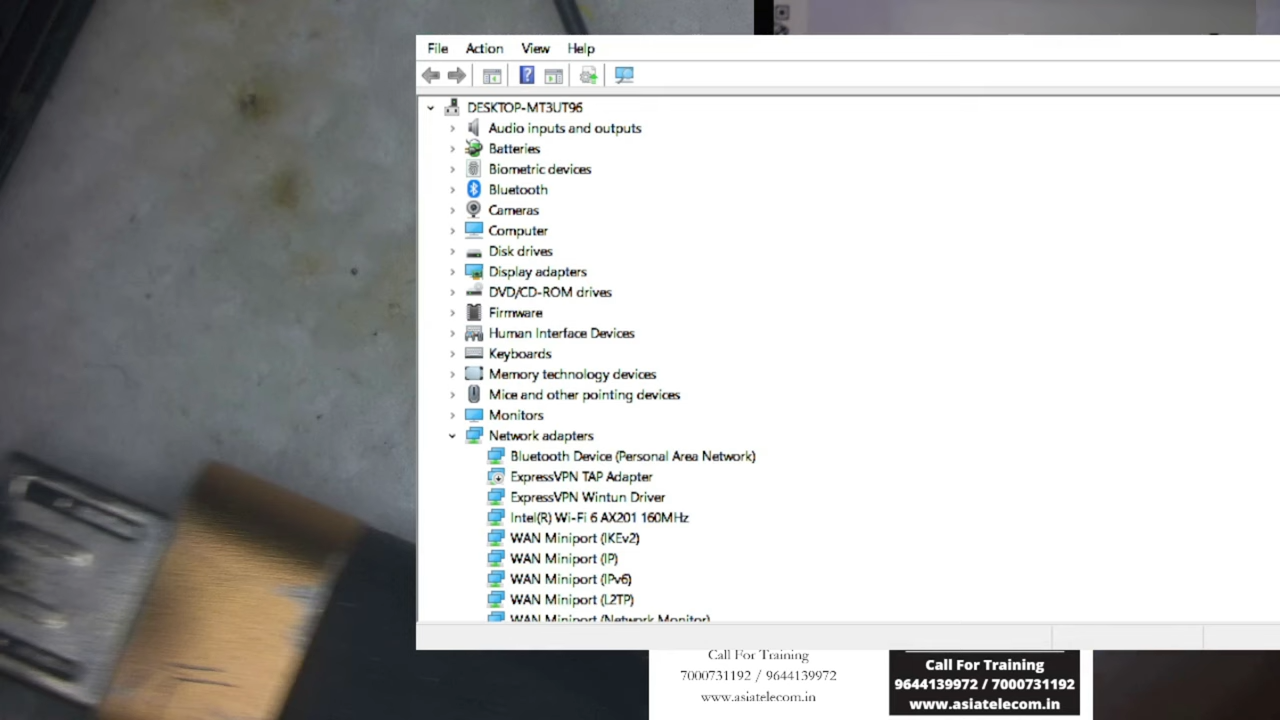 File Action View Help
DESKTOP-MT3UT96
Audio inputs and outputs
Batteries
Biometric devices
Bluetooth
Cameras
Computer
Disk drives
Display adapters
DVD/CD-ROM drives
Firmware
Human Interface Devices
Keyboards
Memory technology devices
Mice and other pointing devices
Monitors
Network adapters
Bluetooth Device (Personal Area Network)
ExpressVPN TAP Adapter
ExpressVPN Wintun Driver
Intel(R) Wi-Fi 6 AX201 160MHz
WAN Miniport (IKEv2)
WAN Miniport (IP)
WAN Miniport (IPv6)
WAN Miniport (L2TP)
WAN Miniport (Network Monitor)
Call For Training
7000731192 / 9644139972
www.asiatelecom.in
Call For Training
9644139972 / 7000731192
www.asiatelecom.in